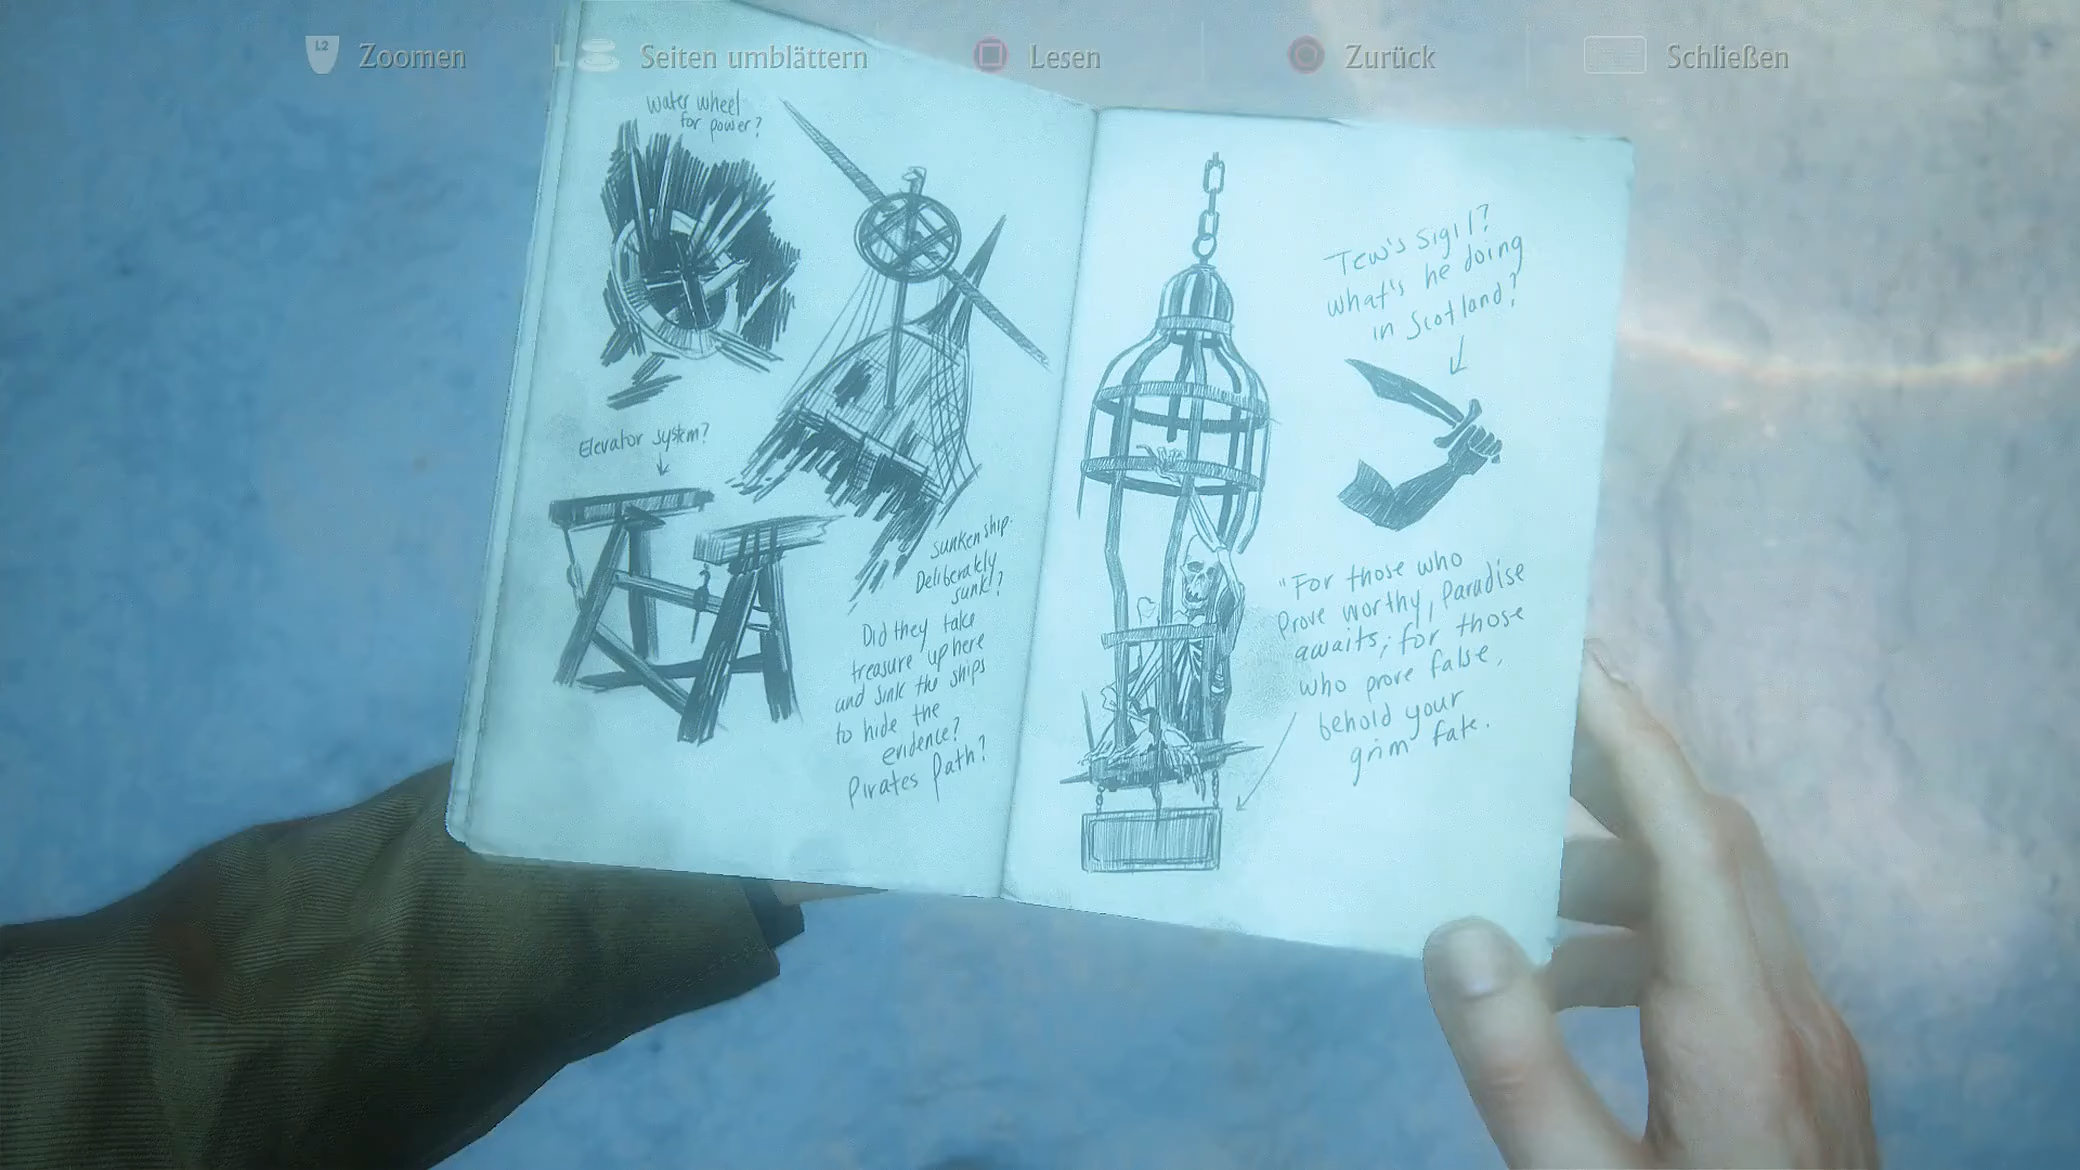 L2 Zoomen
L Seiten umblättern
Lesen
Zurück
Schließen
Water wheel
for power?
Elevator system?
sunken ship.
Deliberately
sunk!?
Did they take
treasure up here
and sink the ships
to hide the
evidence?
Pirates Path?
Tew's Sigil?
what's he doing
in Scotland?
"For those who
Prove worthy, Paradise
awaits; for those
who prove false,
behold your
grim fate.